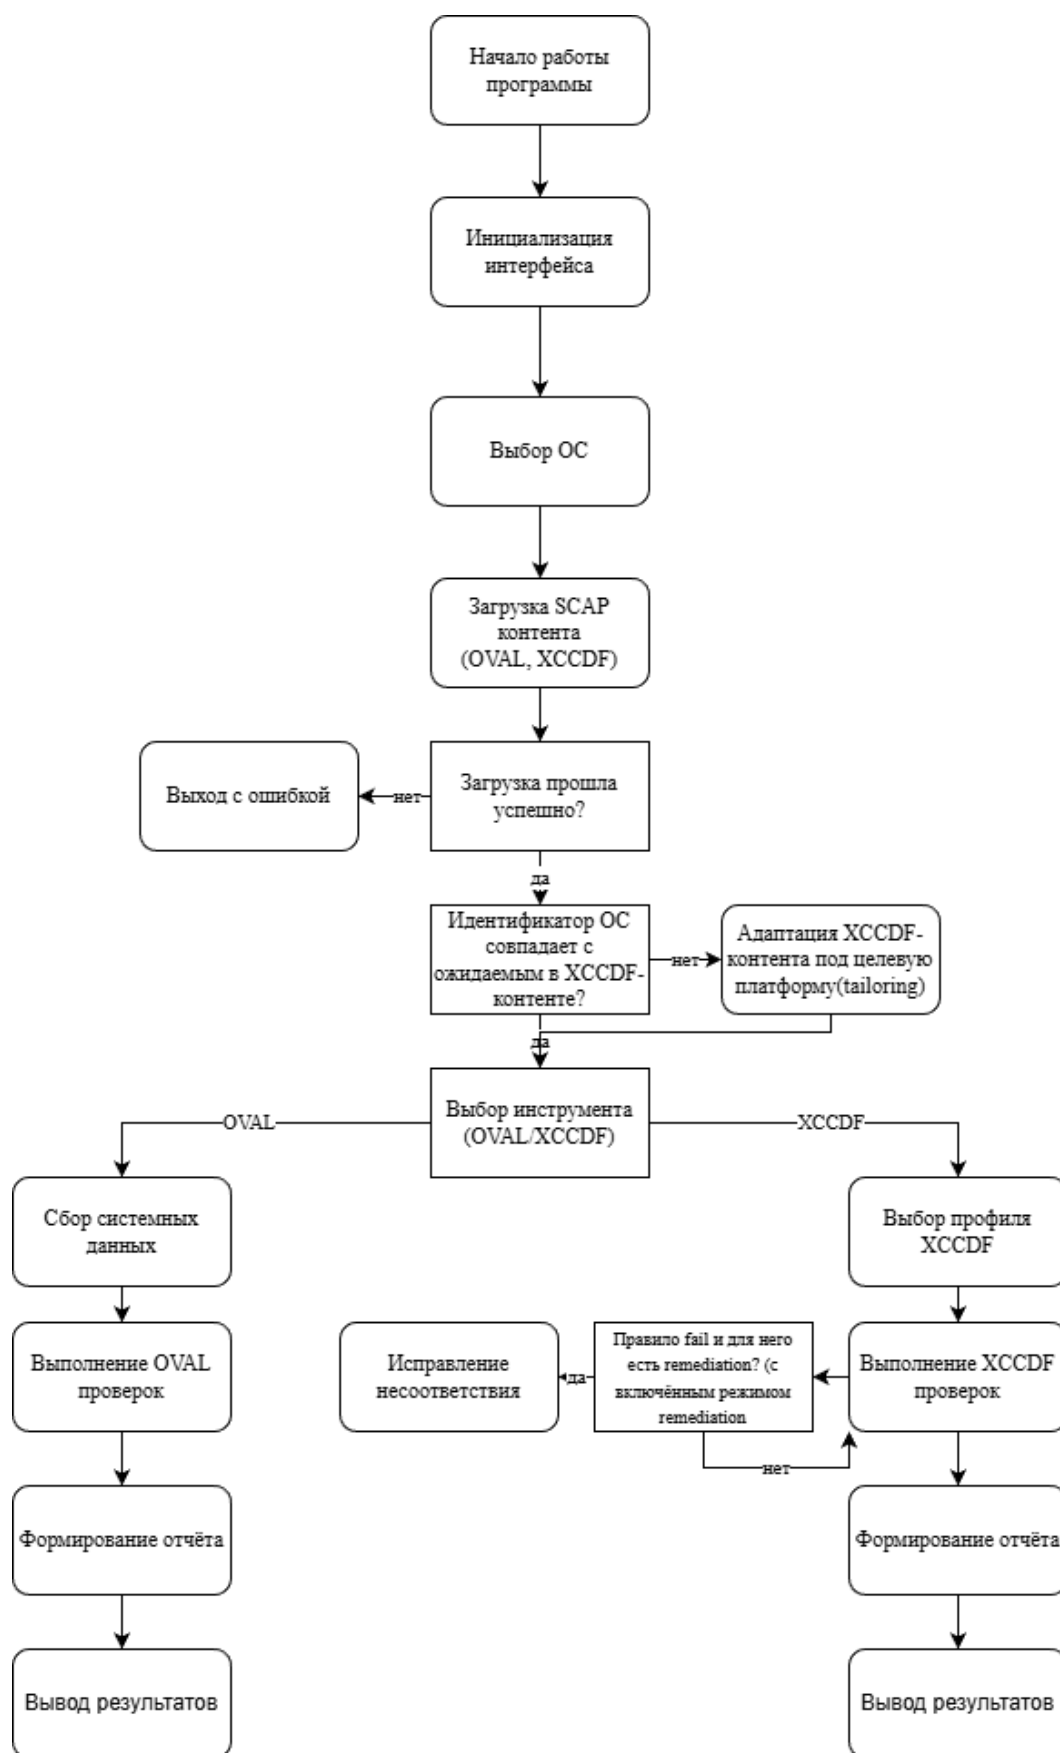 Начало работы
программы
Инициализация
интерфейса
Выбор ОС
Загрузка SCAP
контента
(OVAL, XCCDF)
Загрузка прошла
успешно?
нет
Выход с ошибкой
да
Идентификатор ОС
совпадает с
ожидаемым в XCCDF-
контенте?
нет
Адаптация XCCDF-
контента под целевую
платформу(tailoring)
да
Выбор инструмента
(OVAL/XCCDF)
OVAL
XCCDF
Сбор системных
данных
Выбор профиля
XCCDF
Выполнение OVAL
проверок
Исправление
несоответствия
да
Правило fail и для него
есть remediation? (с
включённым режимом
remediation
нет
Выполнение XCCDF
проверок
Формирование отчёта
Формирование отчёта
Вывод результатов
Вывод результатов